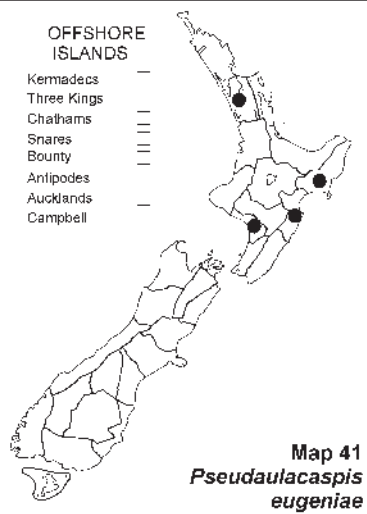 OFFSHORE
ISLANDS
Kermadecs
Three Kings
Chathams
Snares
Bounty
Antipodes
Aucklands
Campbell
Map 41
Pseudaulacaspis
eugeniae